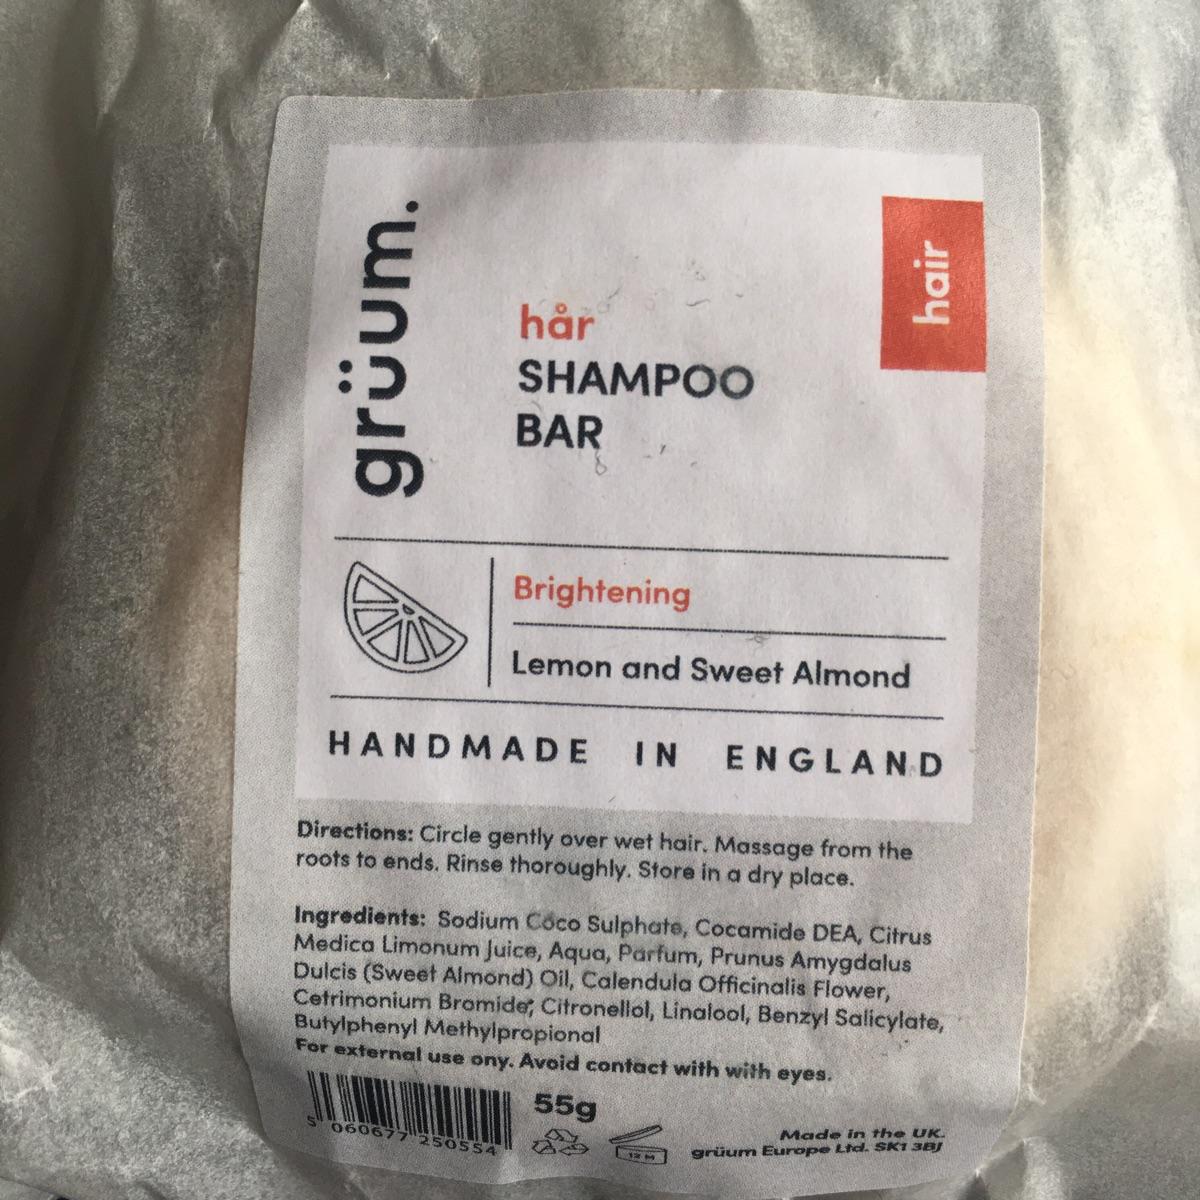 grüum.
hair
hår
SHAMPOO
BAR
Brightening
Lemon and Sweet Almond
HANDMADE IN ENGLAND
Directions: Circle gently over wet hair. Massage from the
roots to ends. Rinse thoroughly. Store in a dry place.
Ingredients: Sodium Coco Sulphate, Cocamide DEA, Citrus
Medica Limonum Juice, Aqua, Parfum, Prunus Amygdalus
Dulcis (Sweet Almond) Oil, Calendula Officinalis Flower,
Cetrimonium Bromide, Citronellol, Linalool, Benzyl Salicylate,
Butylphenyl Methylpropional
For external use ony. Avoid contact with with eyes.
55g
5 060677 250554
12 M
Made in the UK.
grüum Europe Ltd. SK1 3BJ